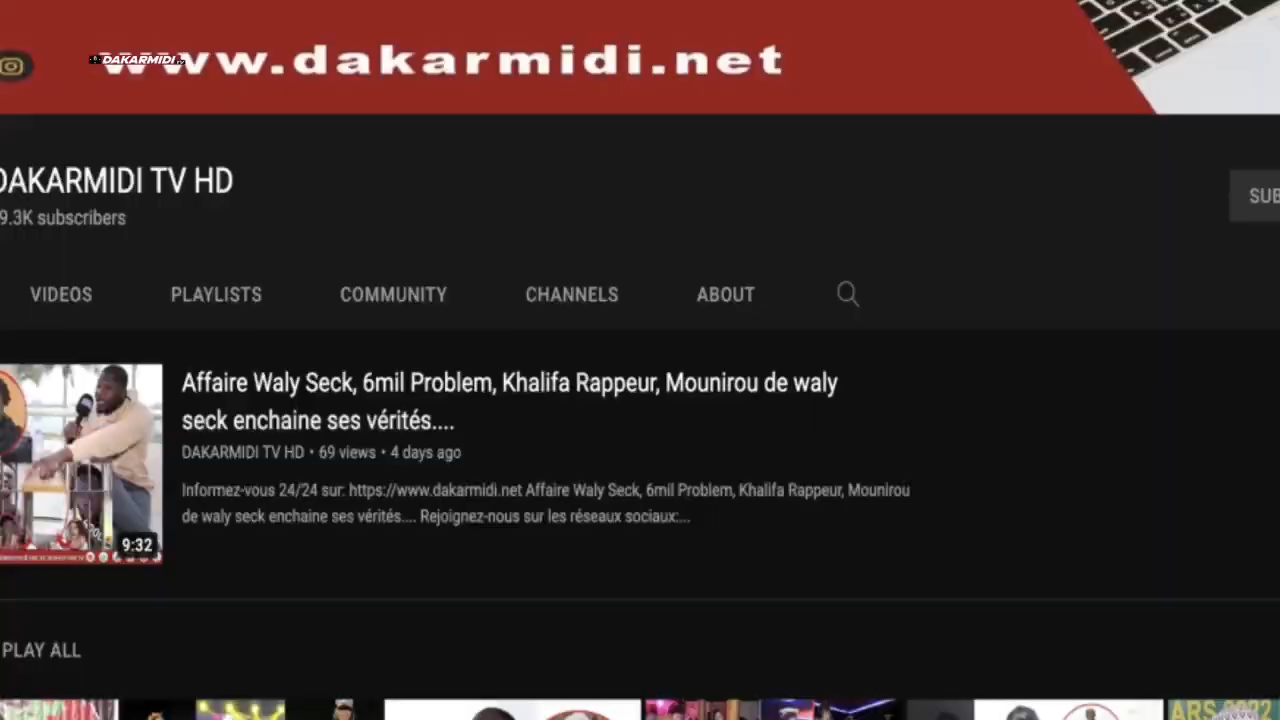 www.dakarmidi.net
DAKARMIDI
DAKARMIDI TV HD
9.3K subscribers
SUB
VIDEOS PLAYLISTS COMMUNITY CHANNELS ABOUT
Affaire Waly Seck, 6mil Problem, Khalifa Rappeur, Mounirou de waly
seck enchaine ses vérités....
DAKARMIDI TV HD • 69 views • 4 days ago
Informez-vous 24/24 sur: https://www.dakarmidi.net Affaire Waly Seck, 6mil Problem, Khalifa Rappeur, Mounirou
de waly seck enchaine ses vérités.... Rejoignez-nous sur les réseaux sociaux:...
9:32
PLAY ALL